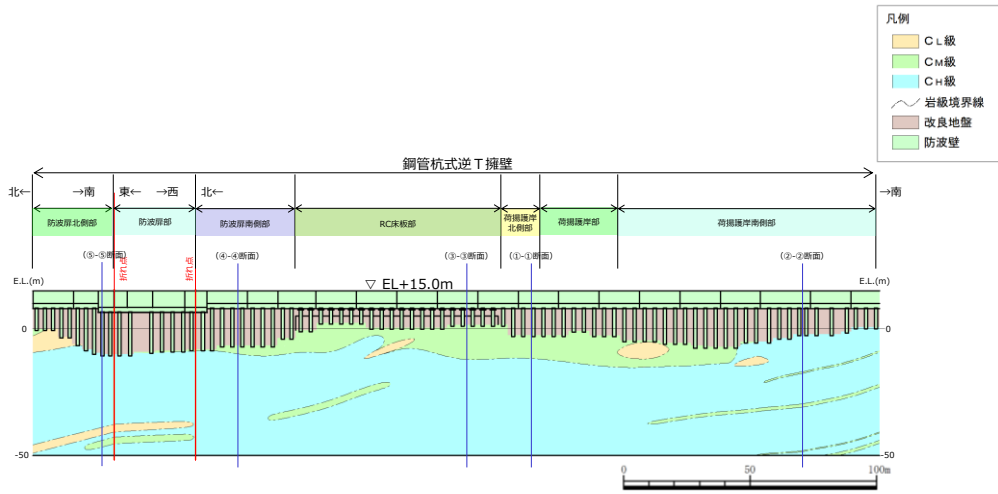 凡例
CL級
CM級
CH級
岩級境界線
改良地盤
防波壁
鋼管杭式逆T擁壁
北← →南 東← →西 北← →南
防波扉北側部 防波扉部 防波扉南側部 RC床板部 荷揚護岸北側部 荷揚護岸部 荷揚護岸南側部
(⑤-⑤断面) 折れ点 折れ点 (④-④断面) (③-③断面) (①-①断面) (②-②断面)
E.L.(m) ▽ EL+15.0m E.L.(m)
0 0
-50 -50
0 50 100m